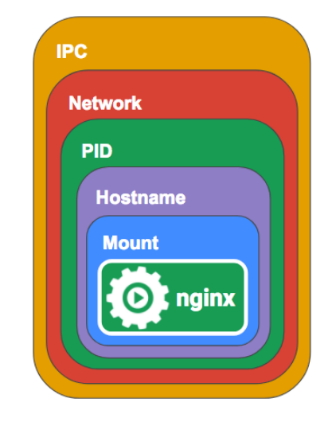 IPC
Network
PID
Hostname
Mount
nginx